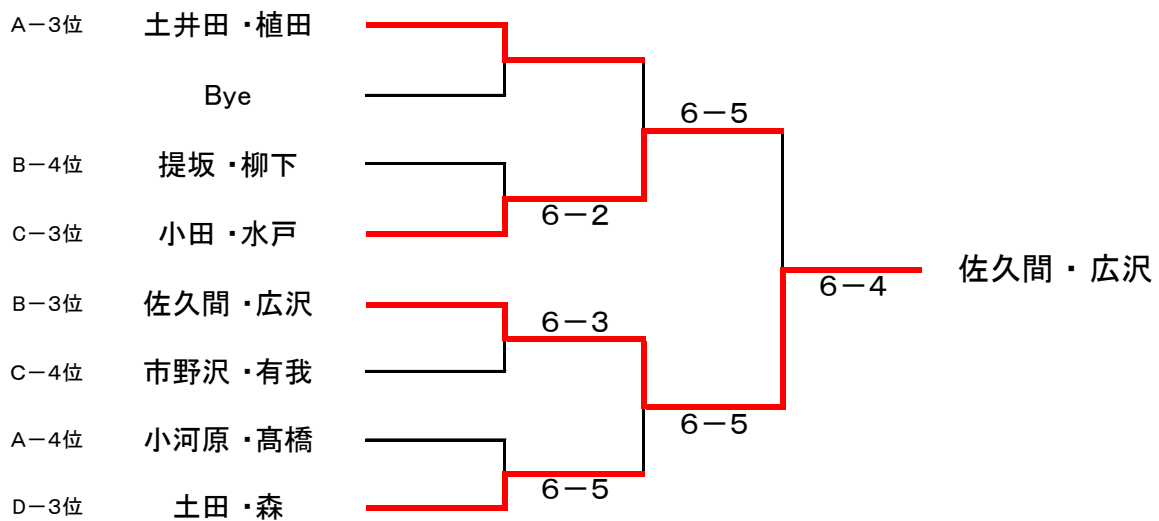 A－3位 土井田・植田
Bye
6－5
B－4位 提坂・柳下
6－2
C－3位 小田・水戸
佐久間・広沢
6－4
B－3位 佐久間・広沢
6－3
C－4位 市野沢・有我
6－5
A－4位 小河原・髙橋
6－5
D－3位 土田・森